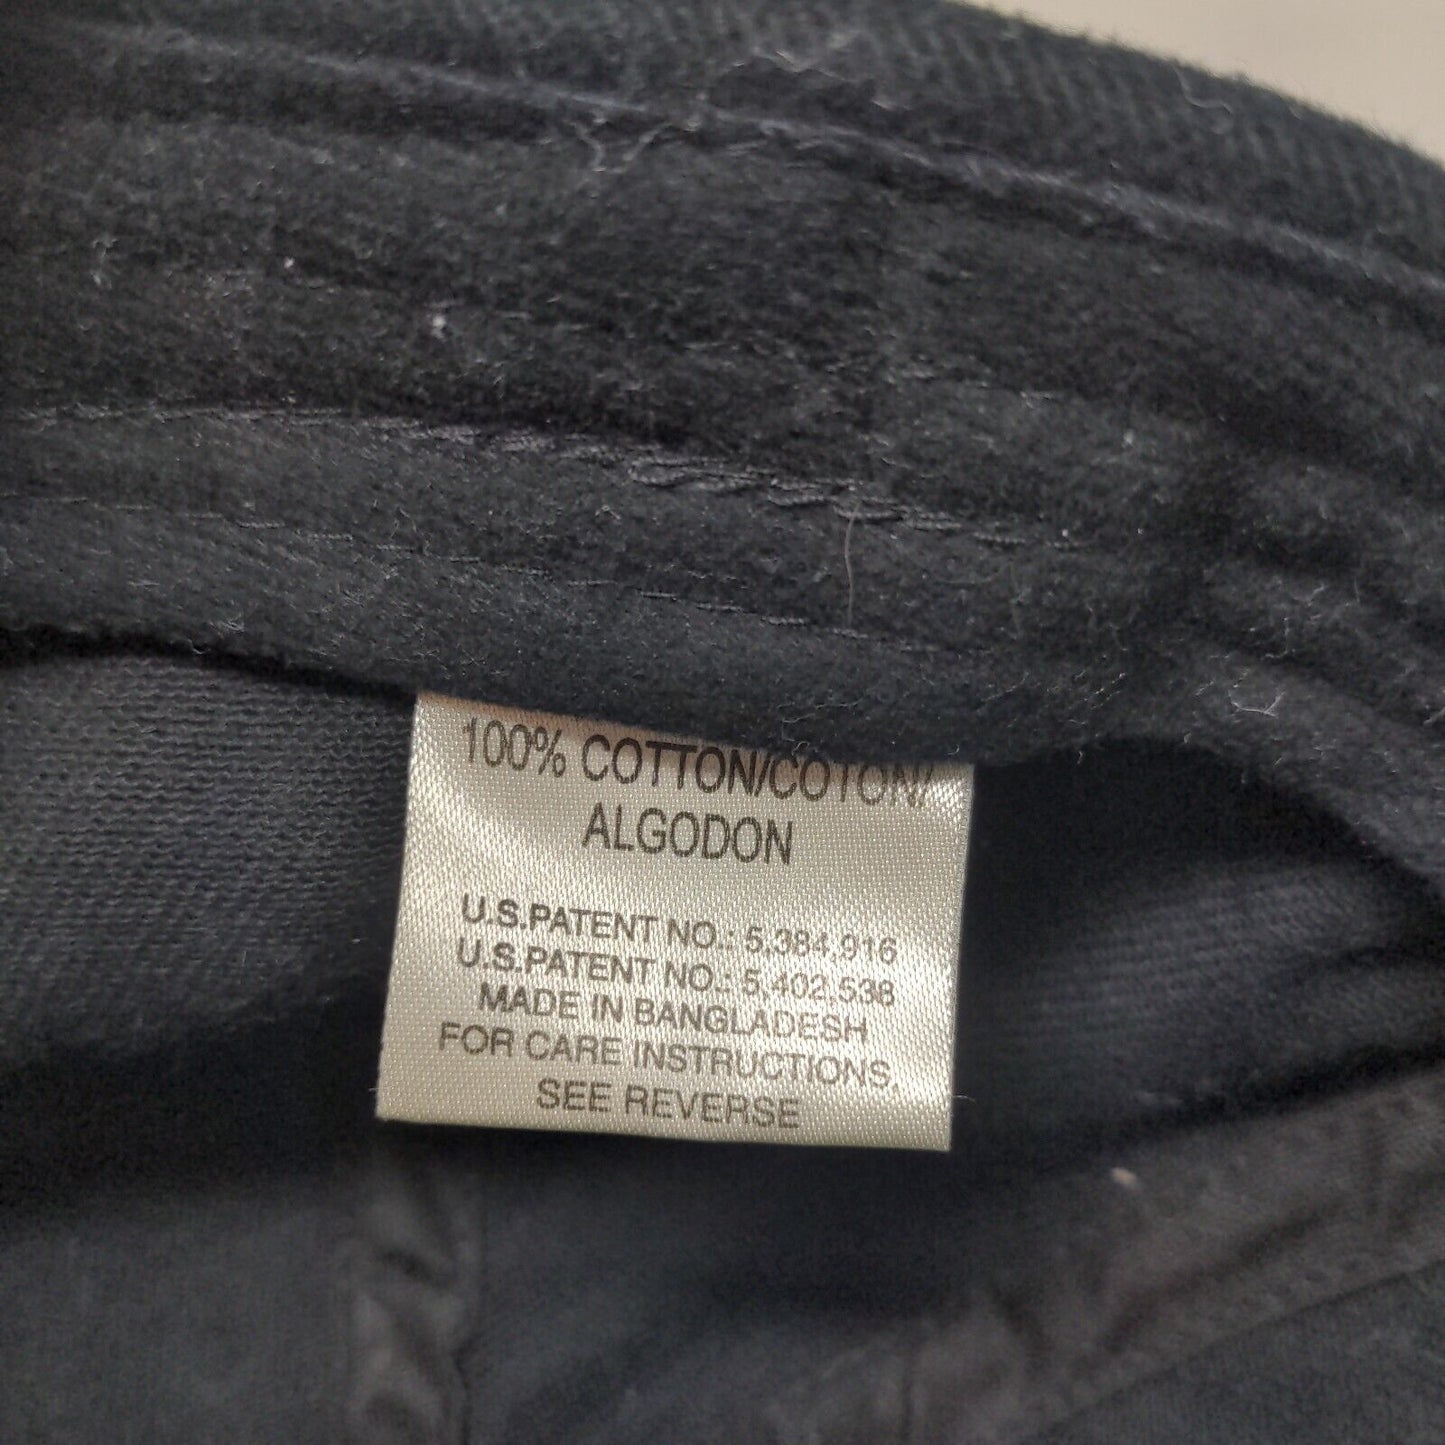 100% COTTON/COTON/
ALGODON
U.S.PATENT NO.: 5,384,916
U.S.PATENT NO.: 5,402,538
MADE IN BANGLADESH
FOR CARE INSTRUCTIONS,
SEE REVERSE